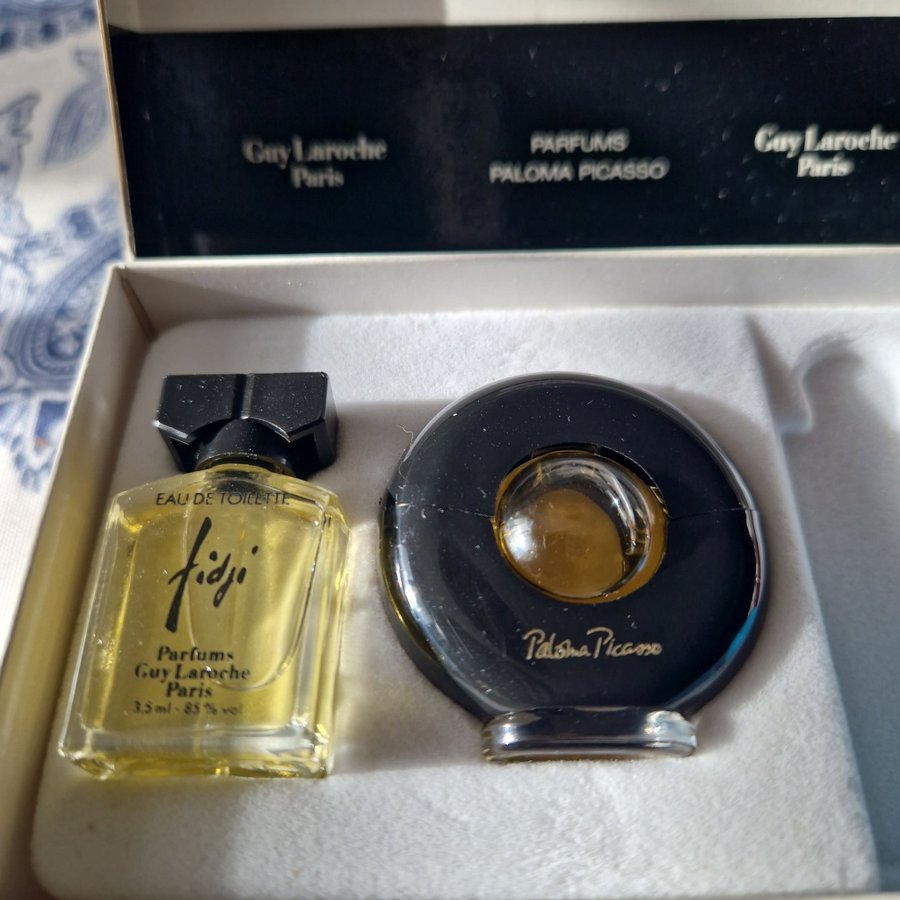 Guy Laroche
Paris
PARFUMS
PALOMA PICASSO
Guy Laroche
Paris
EAU DE TOILETTE
fidji
Parfums
Guy Laroche
Paris
3.5 ml - 85 % vol
Paloma Picasso